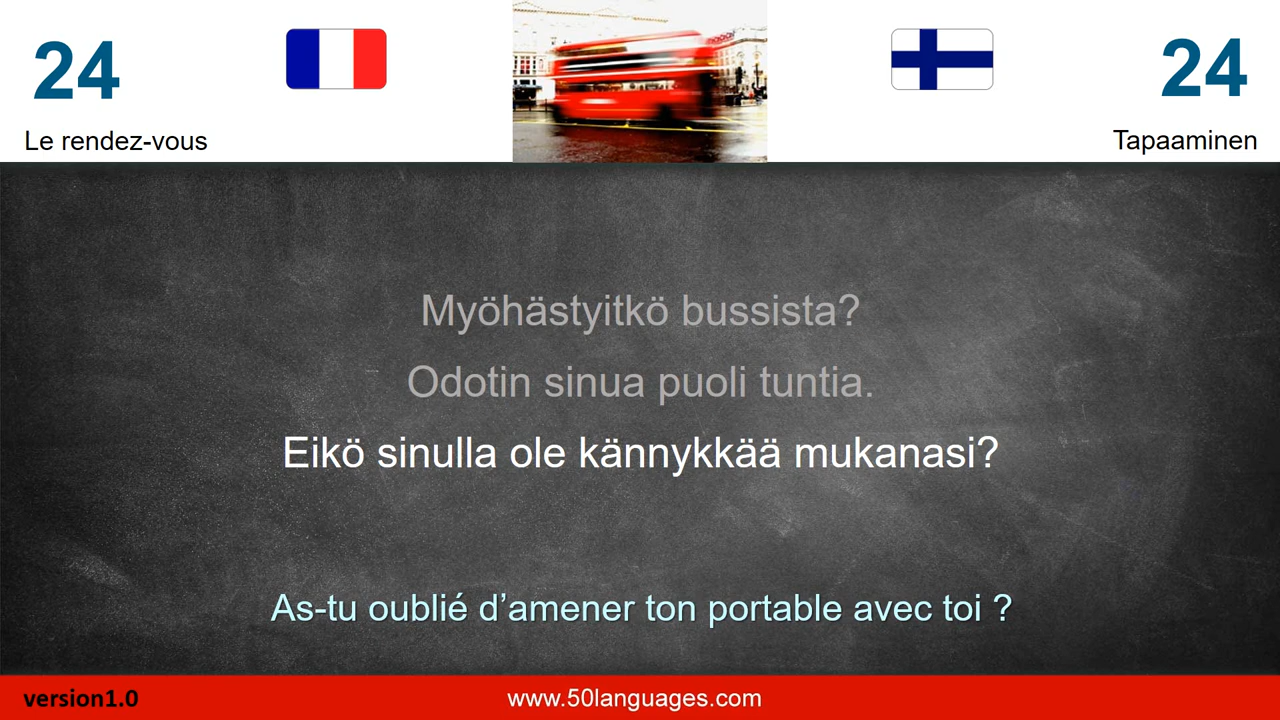 24
24
Le rendez-vous
Tapaaminen
Myöhästyitkö bussista?
Odotin sinua puoli tuntia.
Eikö sinulla ole kännykkää mukanasi?
As-tu oublié d’amener ton portable avec toi ?
version1.0
www.50languages.com